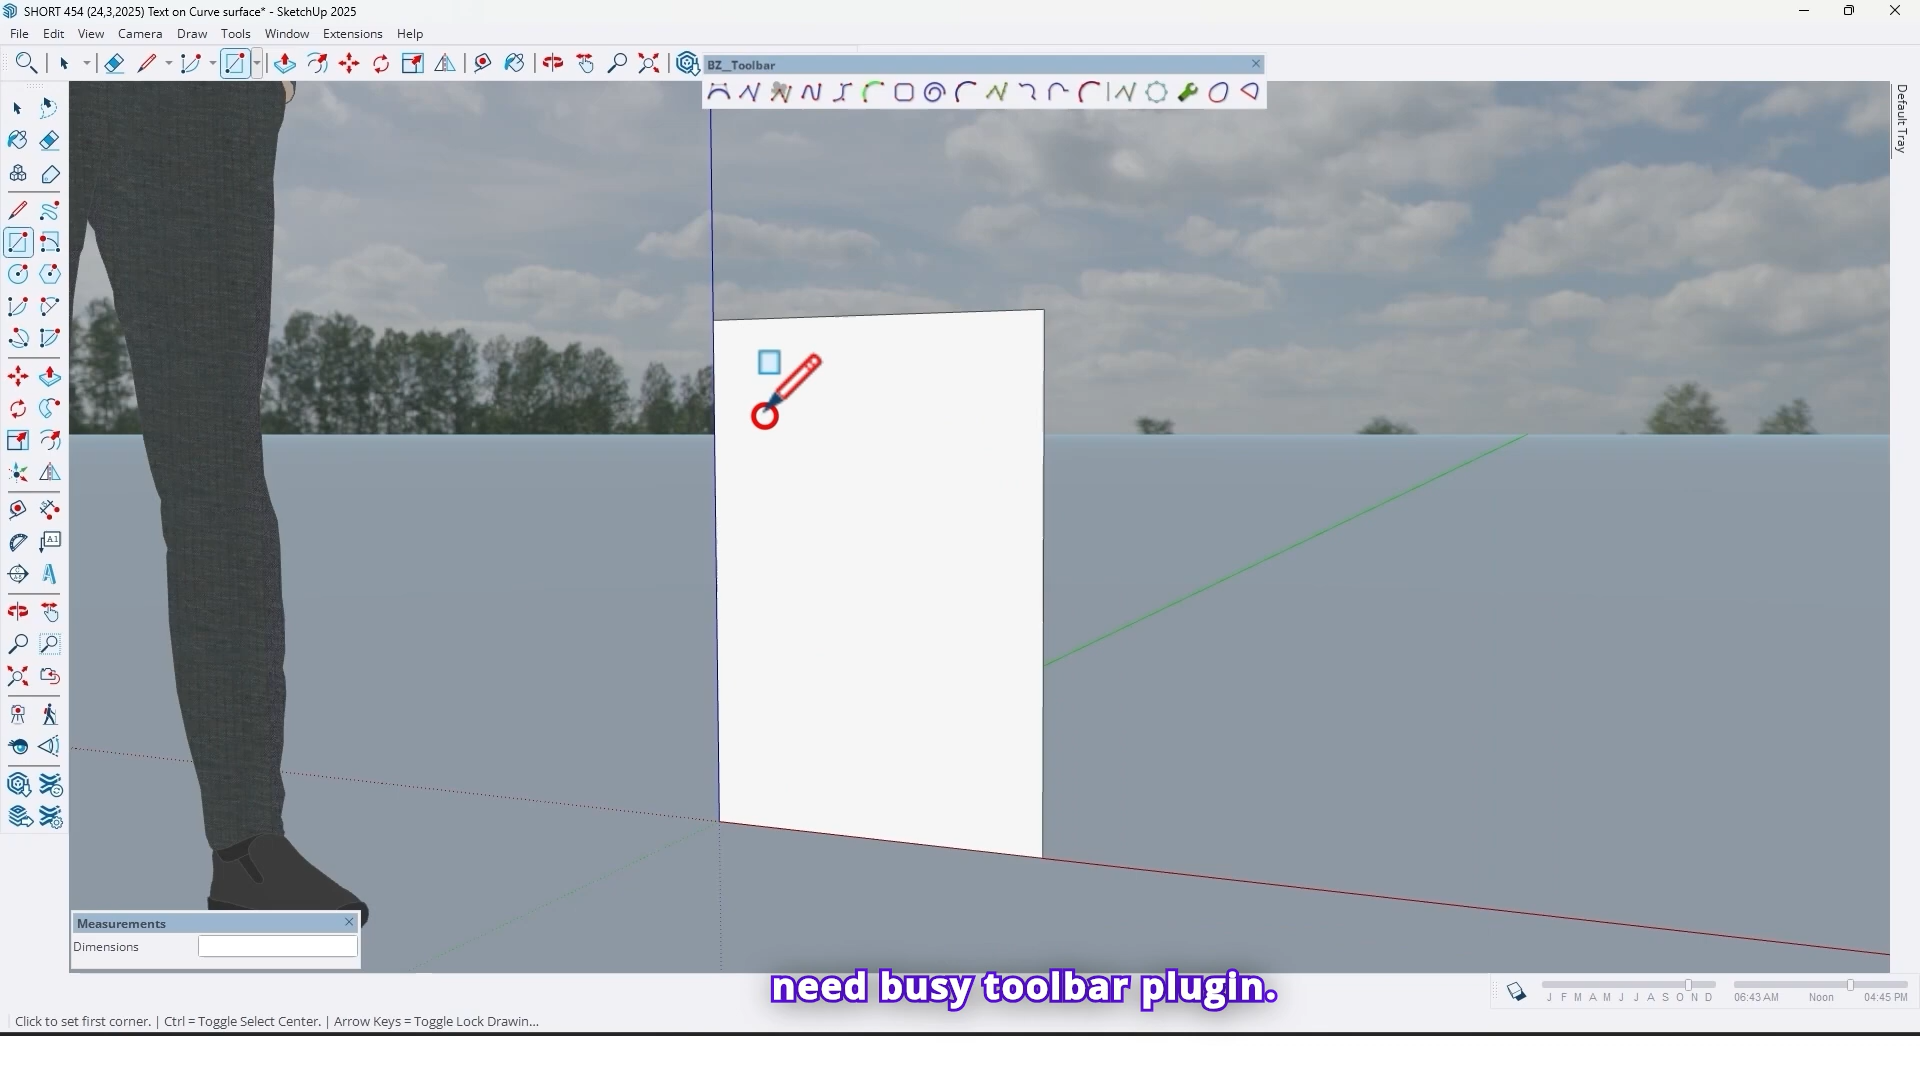 SHORT 454 (24,3,2025) Text on Curve surface* - SketchUp 2025
File Edit View Camera Draw Tools Window Extensions Help
BZ__Toolbar
Default Tray
A1
Measurements
Dimensions
need busy toolbar plugin.
J F M A M J J A S O N D
06:43 AM Noon 04:45 PM
Click to set first corner. | Ctrl = Toggle Select Center. | Arrow Keys = Toggle Lock Drawin...